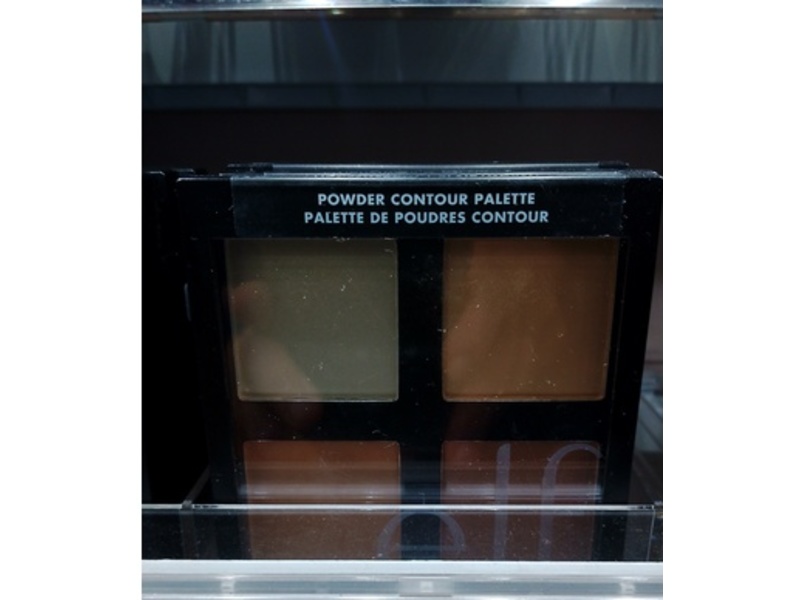 POWDER CONTOUR PALETTE
PALETTE DE POUDRES CONTOUR
elf